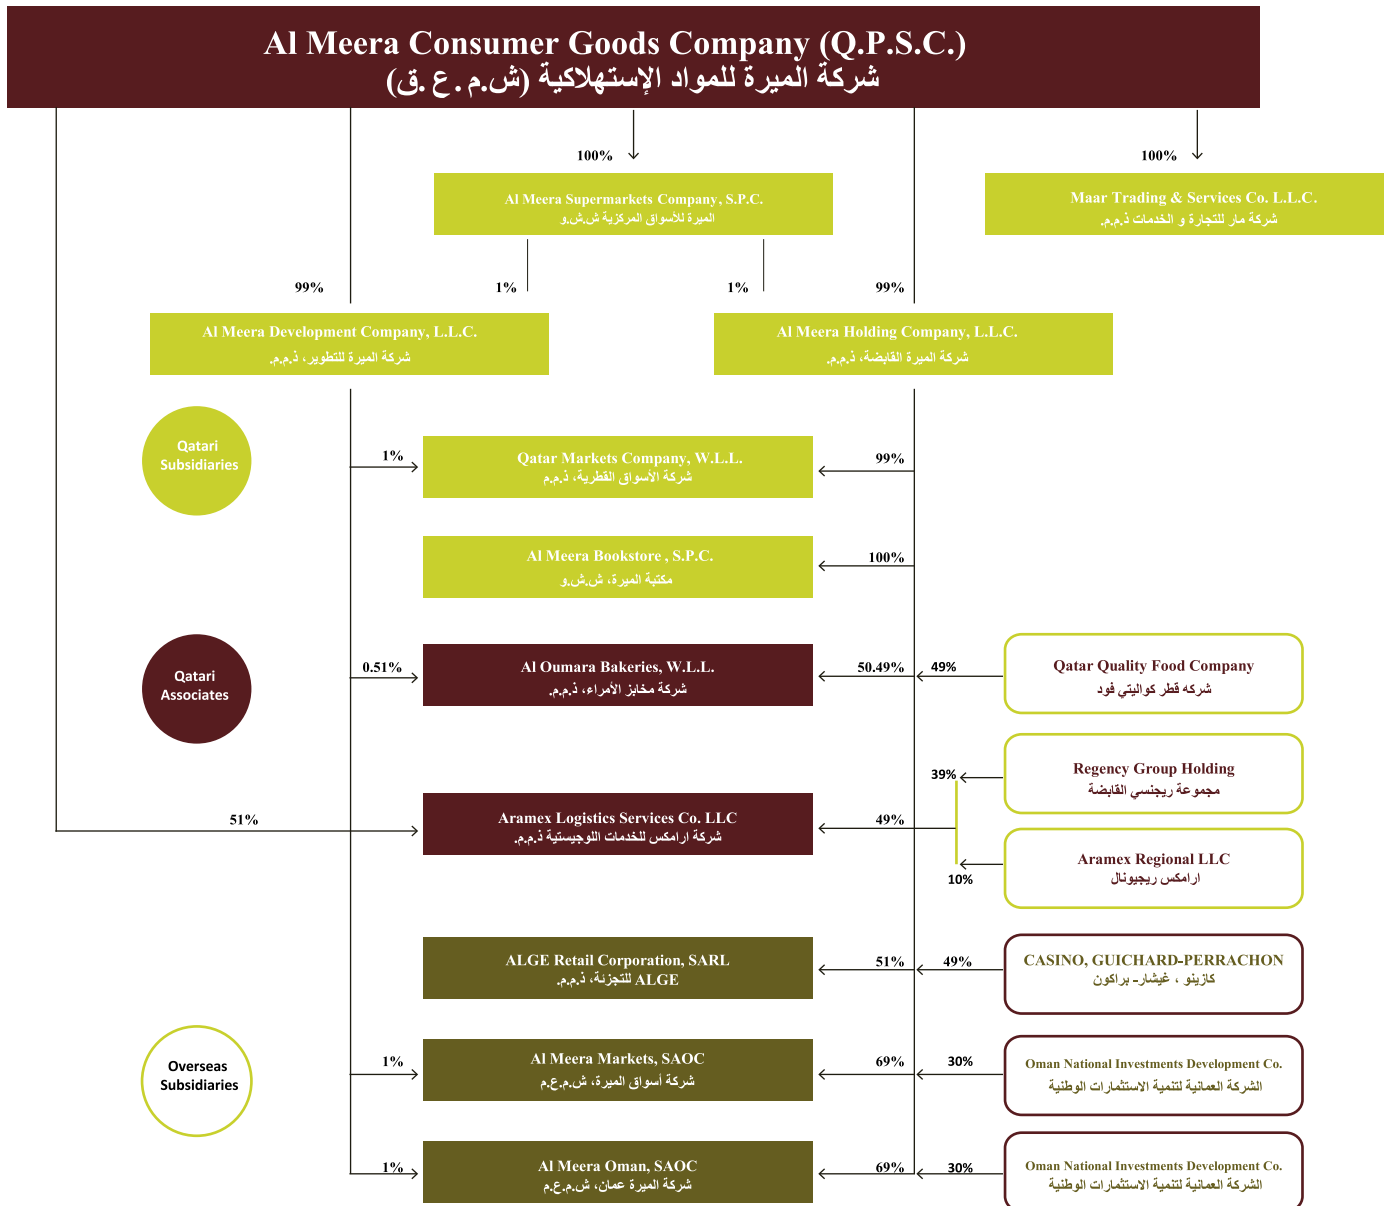 Al Meera Consumer Goods Company (Q.P.S.C.)
شركة الميرة للمواد الإستهلاكية (ش.م.ع.ق)
100%
100%
Al Meera Supermarkets Company, S.P.C.
الميرة للأسواق المركزية ش.ش.و
Maar Trading & Services Co. L.L.C.
شركة مار للتجارة و الخدمات ذ.م.م.
99%
1%
1%
99%
Al Meera Development Company, L.L.C.
شركة الميرة للتطوير، ذ.م.م.
Al Meera Holding Company, L.L.C.
شركة الميرة القابضة، ذ.م.م.
Qatari
Subsidiaries
1%
Qatar Markets Company, W.L.L.
شركة الأسواق القطرية، ذ.م.م
99%
Al Meera Bookstore , S.P.C.
مكتبة الميرة، ش.ش.و
100%
Qatari
Associates
0.51%
Al Oumara Bakeries, W.L.L.
شركة مخابز الأمراء، ذ.م.م.
50.49%
49%
Qatar Quality Food Company
شركه قطر كواليتي فود
39%
Regency Group Holding
مجموعة ريجنسي القابضة
51%
Aramex Logistics Services Co. LLC
شركة ارامكس للخدمات اللوجيستية ذ.م.م.
49%
10%
Aramex Regional LLC
ارامكس ريجيونال
ALGE Retail Corporation, SARL
ALGE للتجزئة، ذ.م.م.
51%
49%
CASINO, GUICHARD-PERRACHON
كازينو ، غيشار- براكون
Overseas
Subsidiaries
1%
Al Meera Markets, SAOC
شركة أسواق الميرة، ش.م.ع.م
69%
30%
Oman National Investments Development Co.
الشركة العمانية لتنمية الاستثمارات الوطنية
1%
Al Meera Oman, SAOC
شركة الميرة عمان، ش.م.ع.م
69%
30%
Oman National Investments Development Co.
الشركة العمانية لتنمية الاستثمارات الوطنية